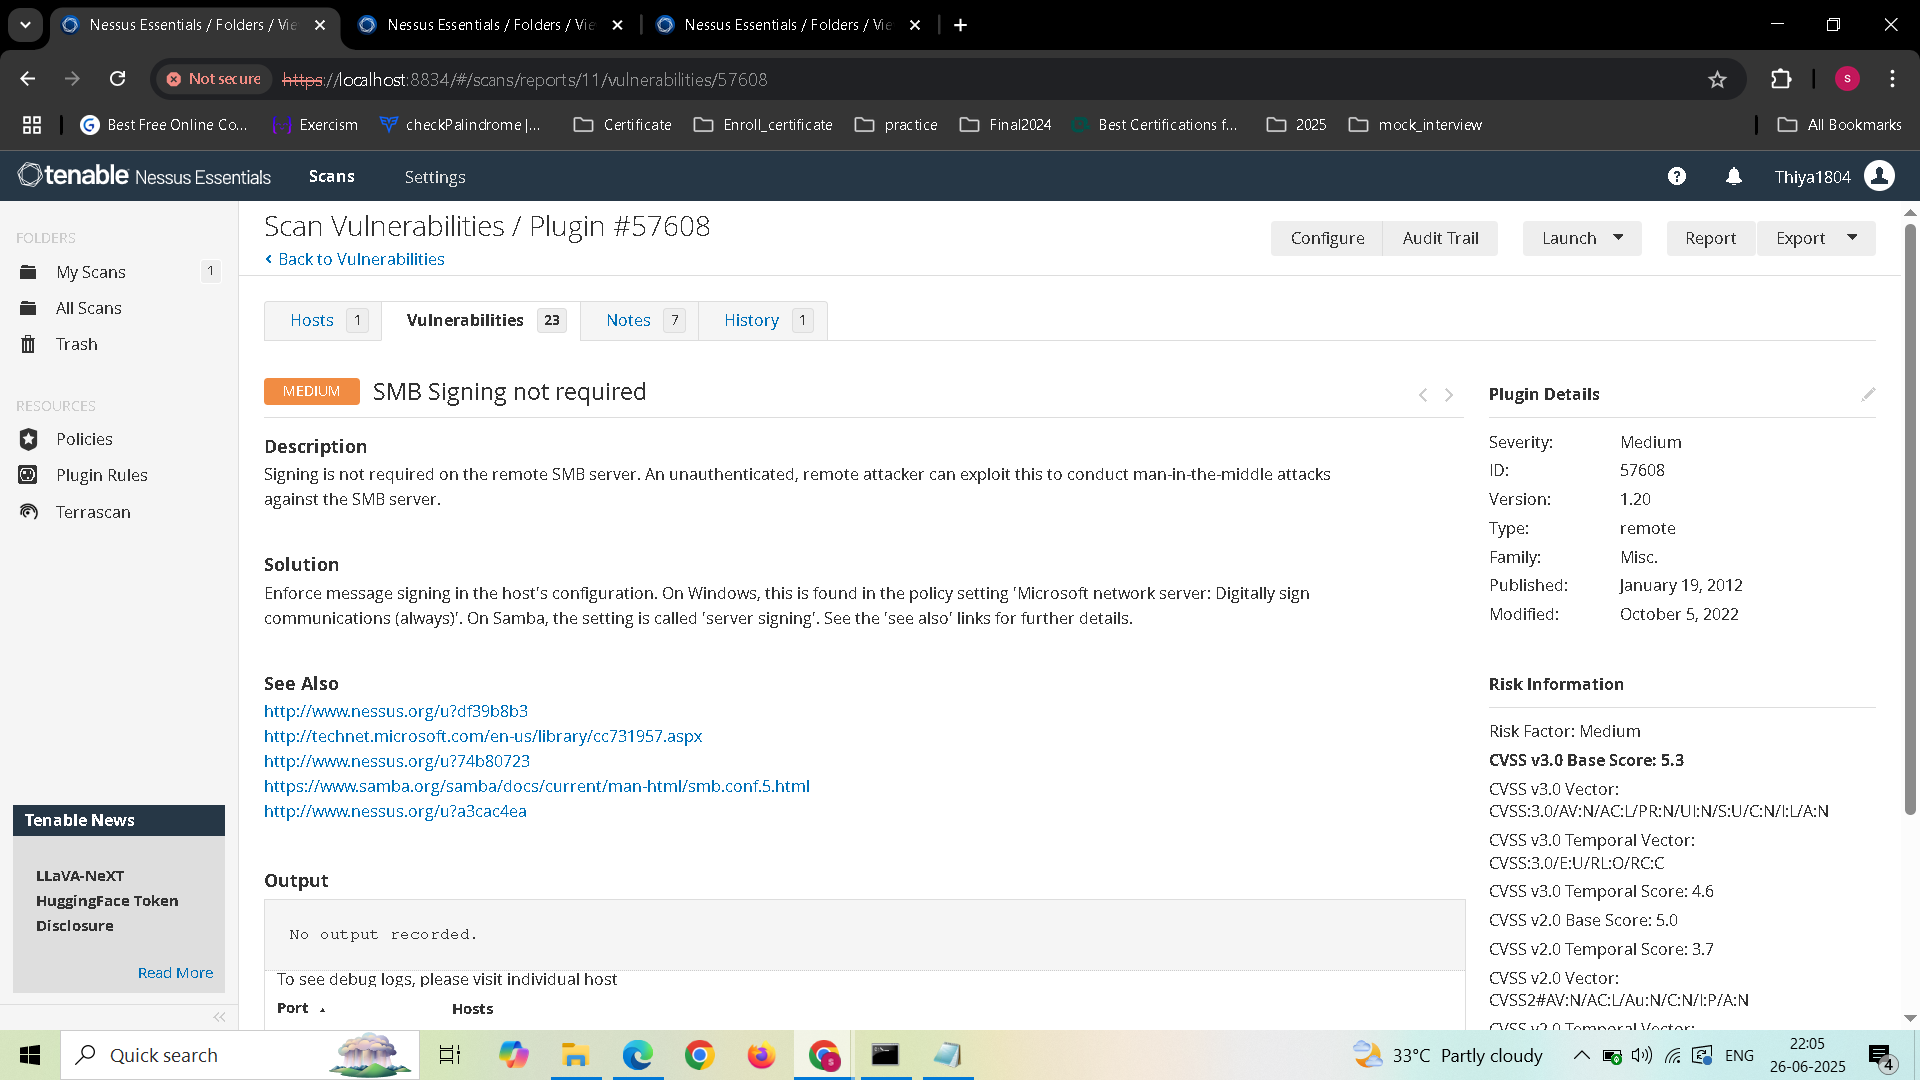 Nessus Essentials / Folders / Vie
Nessus Essentials / Folders / Vie
Nessus Essentials / Folders / Vie
Not secure
https://localhost:8834/#/scans/reports/11/vulnerabilities/57608
s
Best Free Online Co...
Exercism
checkPalindrome |...
Certificate
Enroll_certificate
practice
Final2024
Best Certifications f...
2025
mock_interview
All Bookmarks
tenable Nessus Essentials
Scans
Settings
?
Thiya1804
FOLDERS
My Scans
1
All Scans
Trash
RESOURCES
Policies
Plugin Rules
Terrascan
Tenable News
LLaVA-NeXT
HuggingFace Token
Disclosure
Read More
Scan Vulnerabilities / Plugin #57608
Back to Vulnerabilities
Configure
Audit Trail
Launch
Report
Export
Hosts 1
Vulnerabilities 23
Notes 7
History 1
MEDIUM
SMB Signing not required
Description
Signing is not required on the remote SMB server. An unauthenticated, remote attacker can exploit this to conduct man-in-the-middle attacks
against the SMB server.
Solution
Enforce message signing in the host's configuration. On Windows, this is found in the policy setting 'Microsoft network server: Digitally sign
communications (always)'. On Samba, the setting is called 'server signing'. See the 'see also' links for further details.
See Also
http://www.nessus.org/u?df39b8b3
http://technet.microsoft.com/en-us/library/cc731957.aspx
http://www.nessus.org/u?74b80723
https://www.samba.org/samba/docs/current/man-html/smb.conf.5.html
http://www.nessus.org/u?a3cac4ea
Output
No output recorded.
To see debug logs, please visit individual host
Port
Hosts
Plugin Details
Severity: Medium
ID: 57608
Version: 1.20
Type: remote
Family: Misc.
Published: January 19, 2012
Modified: October 5, 2022
Risk Information
Risk Factor: Medium
CVSS v3.0 Base Score: 5.3
CVSS v3.0 Vector:
CVSS:3.0/AV:N/AC:L/PR:N/UI:N/S:U/C:N/I:L/A:N
CVSS v3.0 Temporal Vector:
CVSS:3.0/E:U/RL:O/RC:C
CVSS v3.0 Temporal Score: 4.6
CVSS v2.0 Base Score: 5.0
CVSS v2.0 Temporal Score: 3.7
CVSS v2.0 Vector:
CVSS2#AV:N/AC:L/Au:N/C:N/I:P/A:N
CVSS v2.0 Temporal Vector:
Quick search
33°C Partly cloudy
ENG
22:05
26-06-2025
4